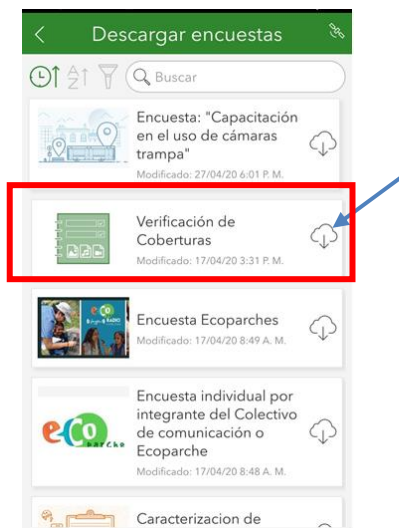 Descargar encuestas
Buscar
Encuesta: "Capacitación
en el uso de cámaras
trampa"
Modificado: 27/04/20 6:01 P. M.
Verificación de
Coberturas
Modificado: 17/04/20 3:31 P. M.
Encuesta Ecoparches
Modificado: 17/04/20 8:49 A. M.
Encuesta individual por
integrante del Colectivo
de comunicación o
Ecoparche
Modificado: 17/04/20 8:48 A. M.
Caracterizacion de